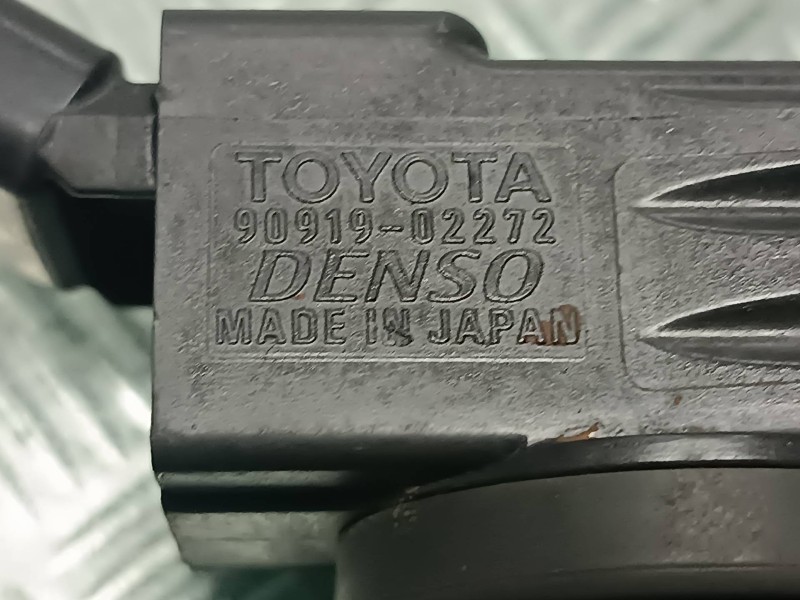 TOYOTA
90919-02272
DENSO
MADE IN JAPAN